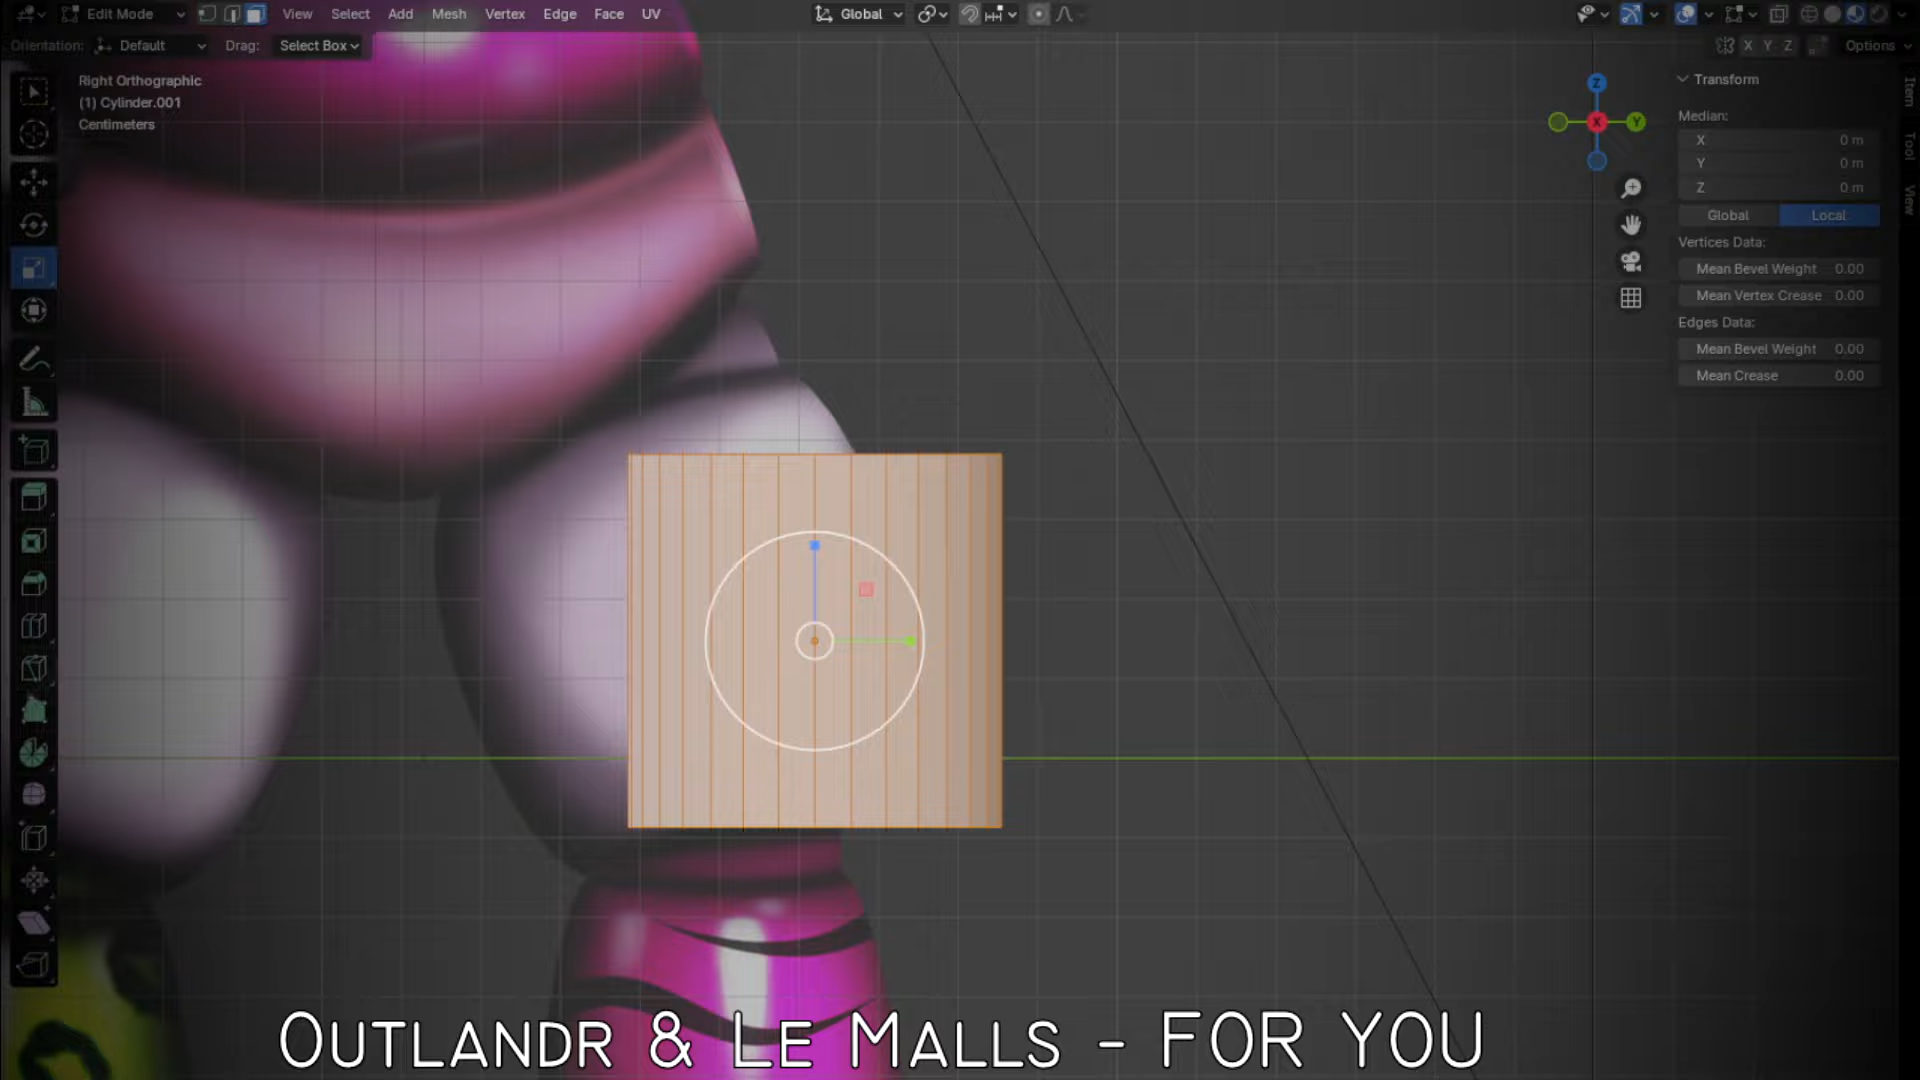 Edit Mode View Select Add Mesh Vertex Edge Face UV Global
Orientation: Default Drag: Select Box X Y Z Options
Right Orthographic
(1) Cylinder.001
Centimeters
Z
X
Y
Transform
Median:
X 0 m
Y 0 m
Z 0 m
Global Local
Vertices Data:
Mean Bevel Weight 0.00
Mean Vertex Crease 0.00
Edges Data:
Mean Bevel Weight 0.00
Mean Crease 0.00
Item
Tool
View
OUTLANDR & LE MALLS - FOR YOU